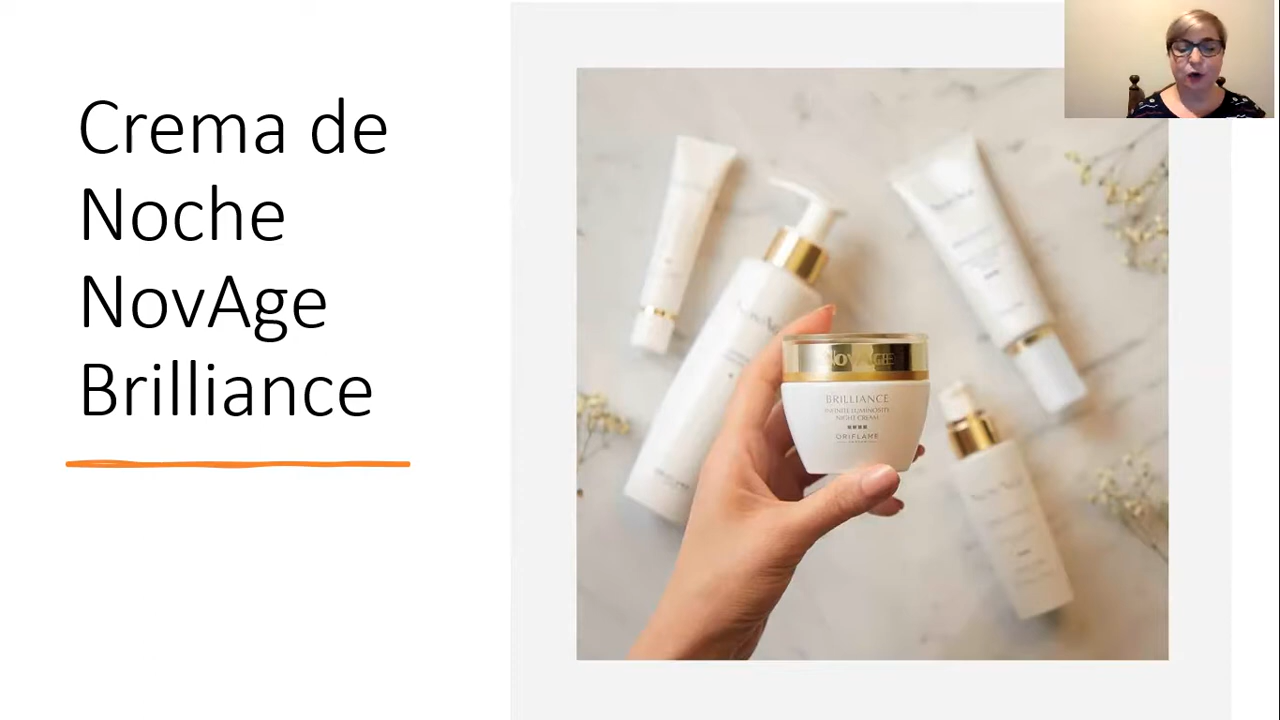 Crema de
Noche
NovAge
Brilliance
NOVAGE
BRILLIANCE
INFINITE LUMINOSITY
NIGHT CREAM
ORIFLAME